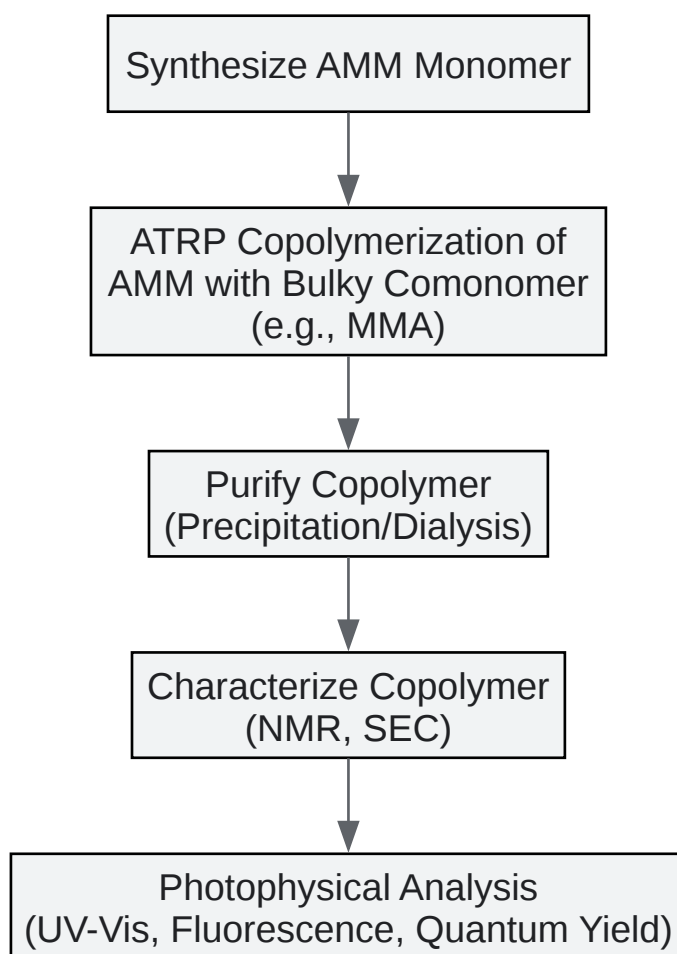 Synthesize AMM Monomer
ATRP Copolymerization of
AMM with Bulky Comonomer
(e.g., MMA)
Purify Copolymer
(Precipitation/Dialysis)
Characterize Copolymer
(NMR, SEC)
Photophysical Analysis
(UV-Vis, Fluorescence, Quantum Yield)